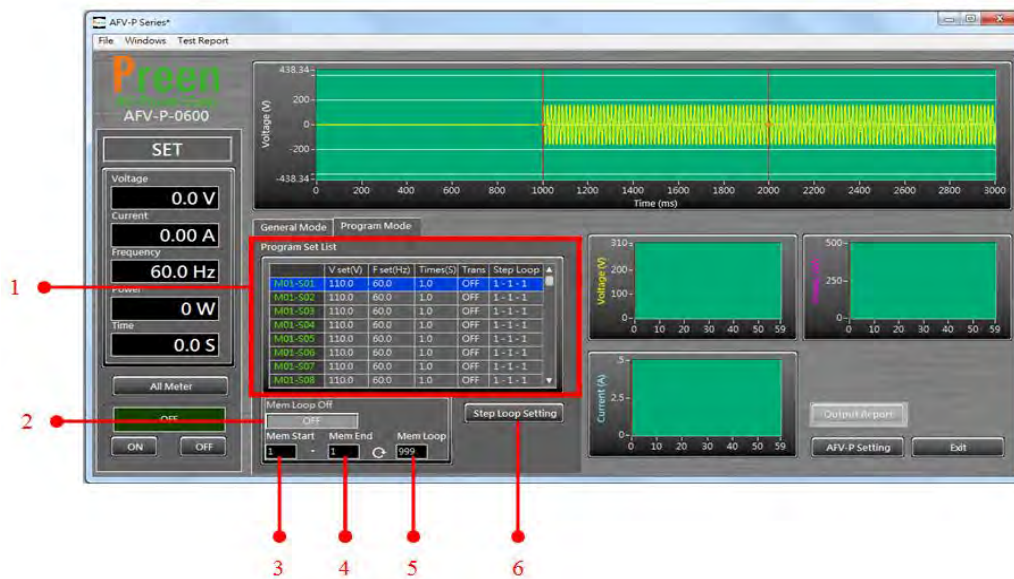 AFV-P Series*
File Windows Test Report
Preen
AFV-P-0600
SET
Voltage
0.0 V
Current
0.00 A
Frequency
60.0 Hz
Power
0 W
Time
0.0 S
All Meter
OFF
ON OFF
Voltage (V)
438.34
200
0
-200
-438.34
0 200 400 600 800 1000 1200 1400 1600 1800 2000 2200 2400 2600 2800 3000
Time (ms)
General Mode Program Mode
Program Set List
V set(V) F set(Hz) Times(S) Trans Step Loop
M01-S01 110.0 60.0 1.0 OFF 1 - 1 - 1
M01-S02 110.0 60.0 1.0 OFF 1 - 1 - 1
M01-S03 110.0 60.0 1.0 OFF 1 - 1 - 1
M01-S04 110.0 60.0 1.0 OFF 1 - 1 - 1
M01-S05 110.0 60.0 1.0 OFF 1 - 1 - 1
M01-S06 110.0 60.0 1.0 OFF 1 - 1 - 1
M01-S07 110.0 60.0 1.0 OFF 1 - 1 - 1
M01-S08 110.0 60.0 1.0 OFF 1 - 1 - 1
Mem Loop Off
OFF
Mem Start Mem End Mem Loop
1 - 1 999
Step Loop Setting
Voltage (V)
310
200
100
0
0 10 20 30 40 50 59
500
250
0
0 10 20 30 40 50 59
Current (A)
5
2.5
0
0 10 20 30 40 50 59
Output Report
AFV-P Setting Exit
1
2
3 4 5 6